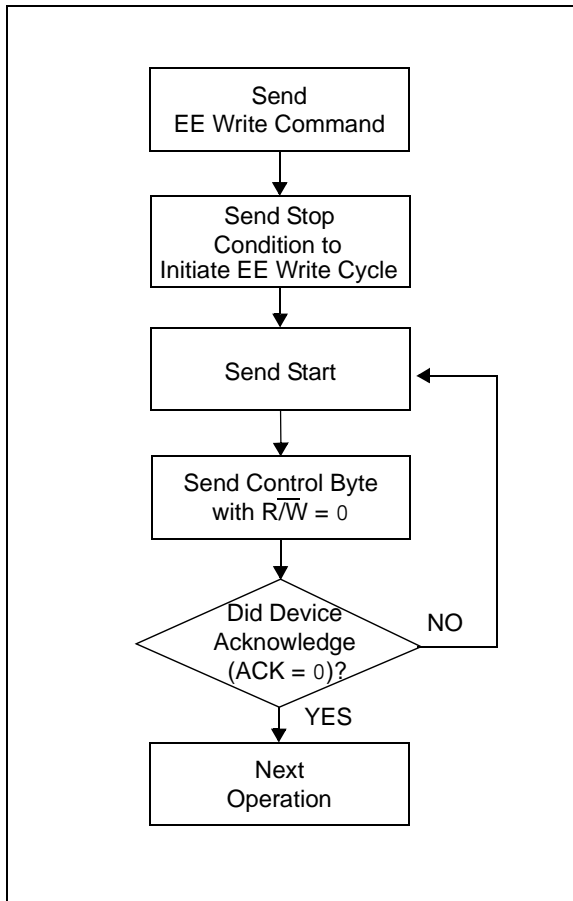 Send
EE Write Command
Send Stop
Condition to
Initiate EE Write Cycle
Send Start
Send Control Byte
with R/W̅ = 0
Did Device
Acknowledge
(ACK = 0)?
NO
YES
Next
Operation